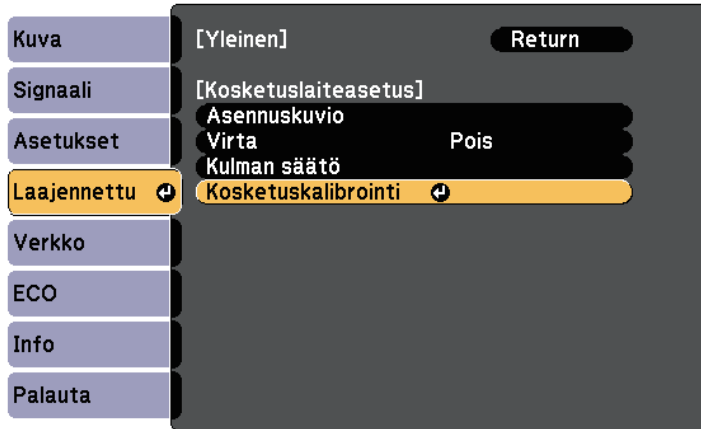 Kuva
Signaali
Asetukset
Laajennettu
Verkko
ECO
Info
Palauta
[Yleinen] Return
[Kosketuslaiteasetus]
Asennuskuvio
Virta Pois
Kulman säätö
Kosketuskalibrointi